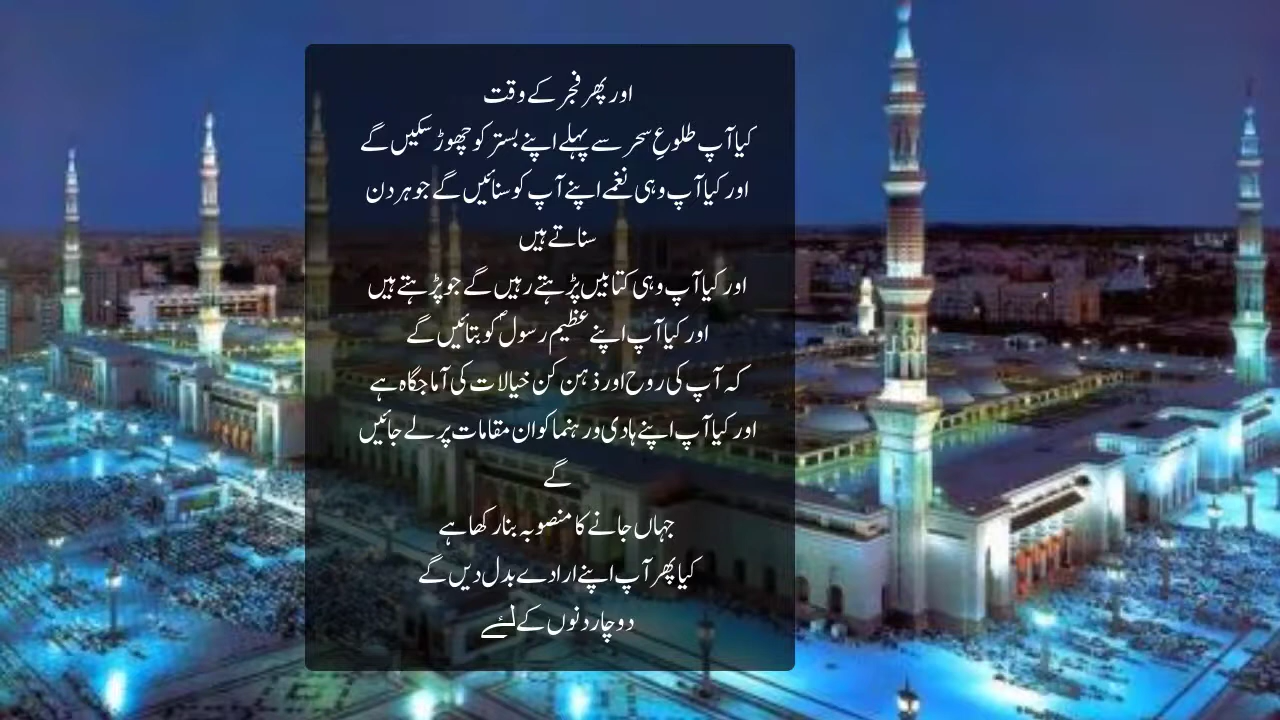 اور پھر فجر کے وقت
کیا آپ طلوعِ سحر سے پہلے اپنے بستر کو چھوڑ سکیں گے
اور کیا آپ وہی نغمے اپنے آپ کو سنائیں گے جو ہر دن
سناتے ہیں
اور کیا آپ وہی کتابیں پڑھتے رہیں گے جو پڑھتے ہیں
اور کیا آپ اپنے عظیم رسولؐ کو بتائیں گے
کہ آپ کی روح اور ذہن کن خیالات کی آماجگاہ ہے
اور کیا آپ اپنے ہادی و رہنما کو ان مقامات پر لے جائیں
گے
جہاں جانے کا منصوبہ بنا رکھا ہے
کیا پھر آپ اپنے ارادے بدل دیں گے
دو چار دنوں کے لئے